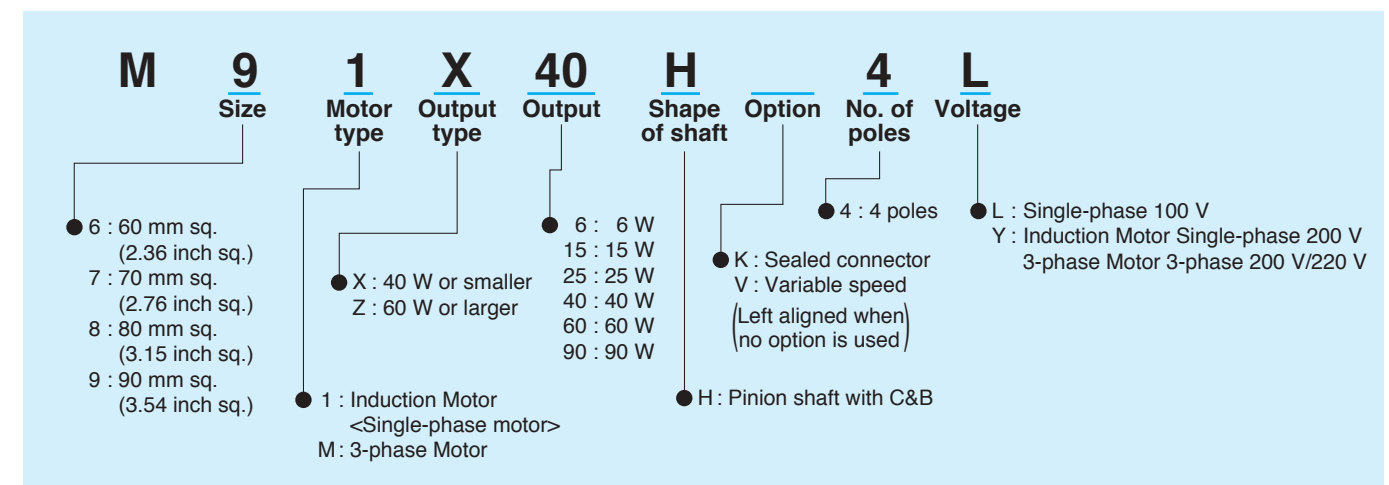 M 9 1 X 40 H 4 L
Size Motor type Output type Output Shape of shaft Option No. of poles Voltage
6 : 60 mm sq.
(2.36 inch sq.)
7 : 70 mm sq.
(2.76 inch sq.)
8 : 80 mm sq.
(3.15 inch sq.)
9 : 90 mm sq.
(3.54 inch sq.)
1 : Induction Motor
<Single-phase motor>
M : 3-phase Motor
X : 40 W or smaller
Z : 60 W or larger
6 : 6 W
15 : 15 W
25 : 25 W
40 : 40 W
60 : 60 W
90 : 90 W
H : Pinion shaft with C&B
K : Sealed connector
V : Variable speed
(Left aligned when
no option is used)
4 : 4 poles
L : Single-phase 100 V
Y : Induction Motor Single-phase 200 V
3-phase Motor 3-phase 200 V/220 V